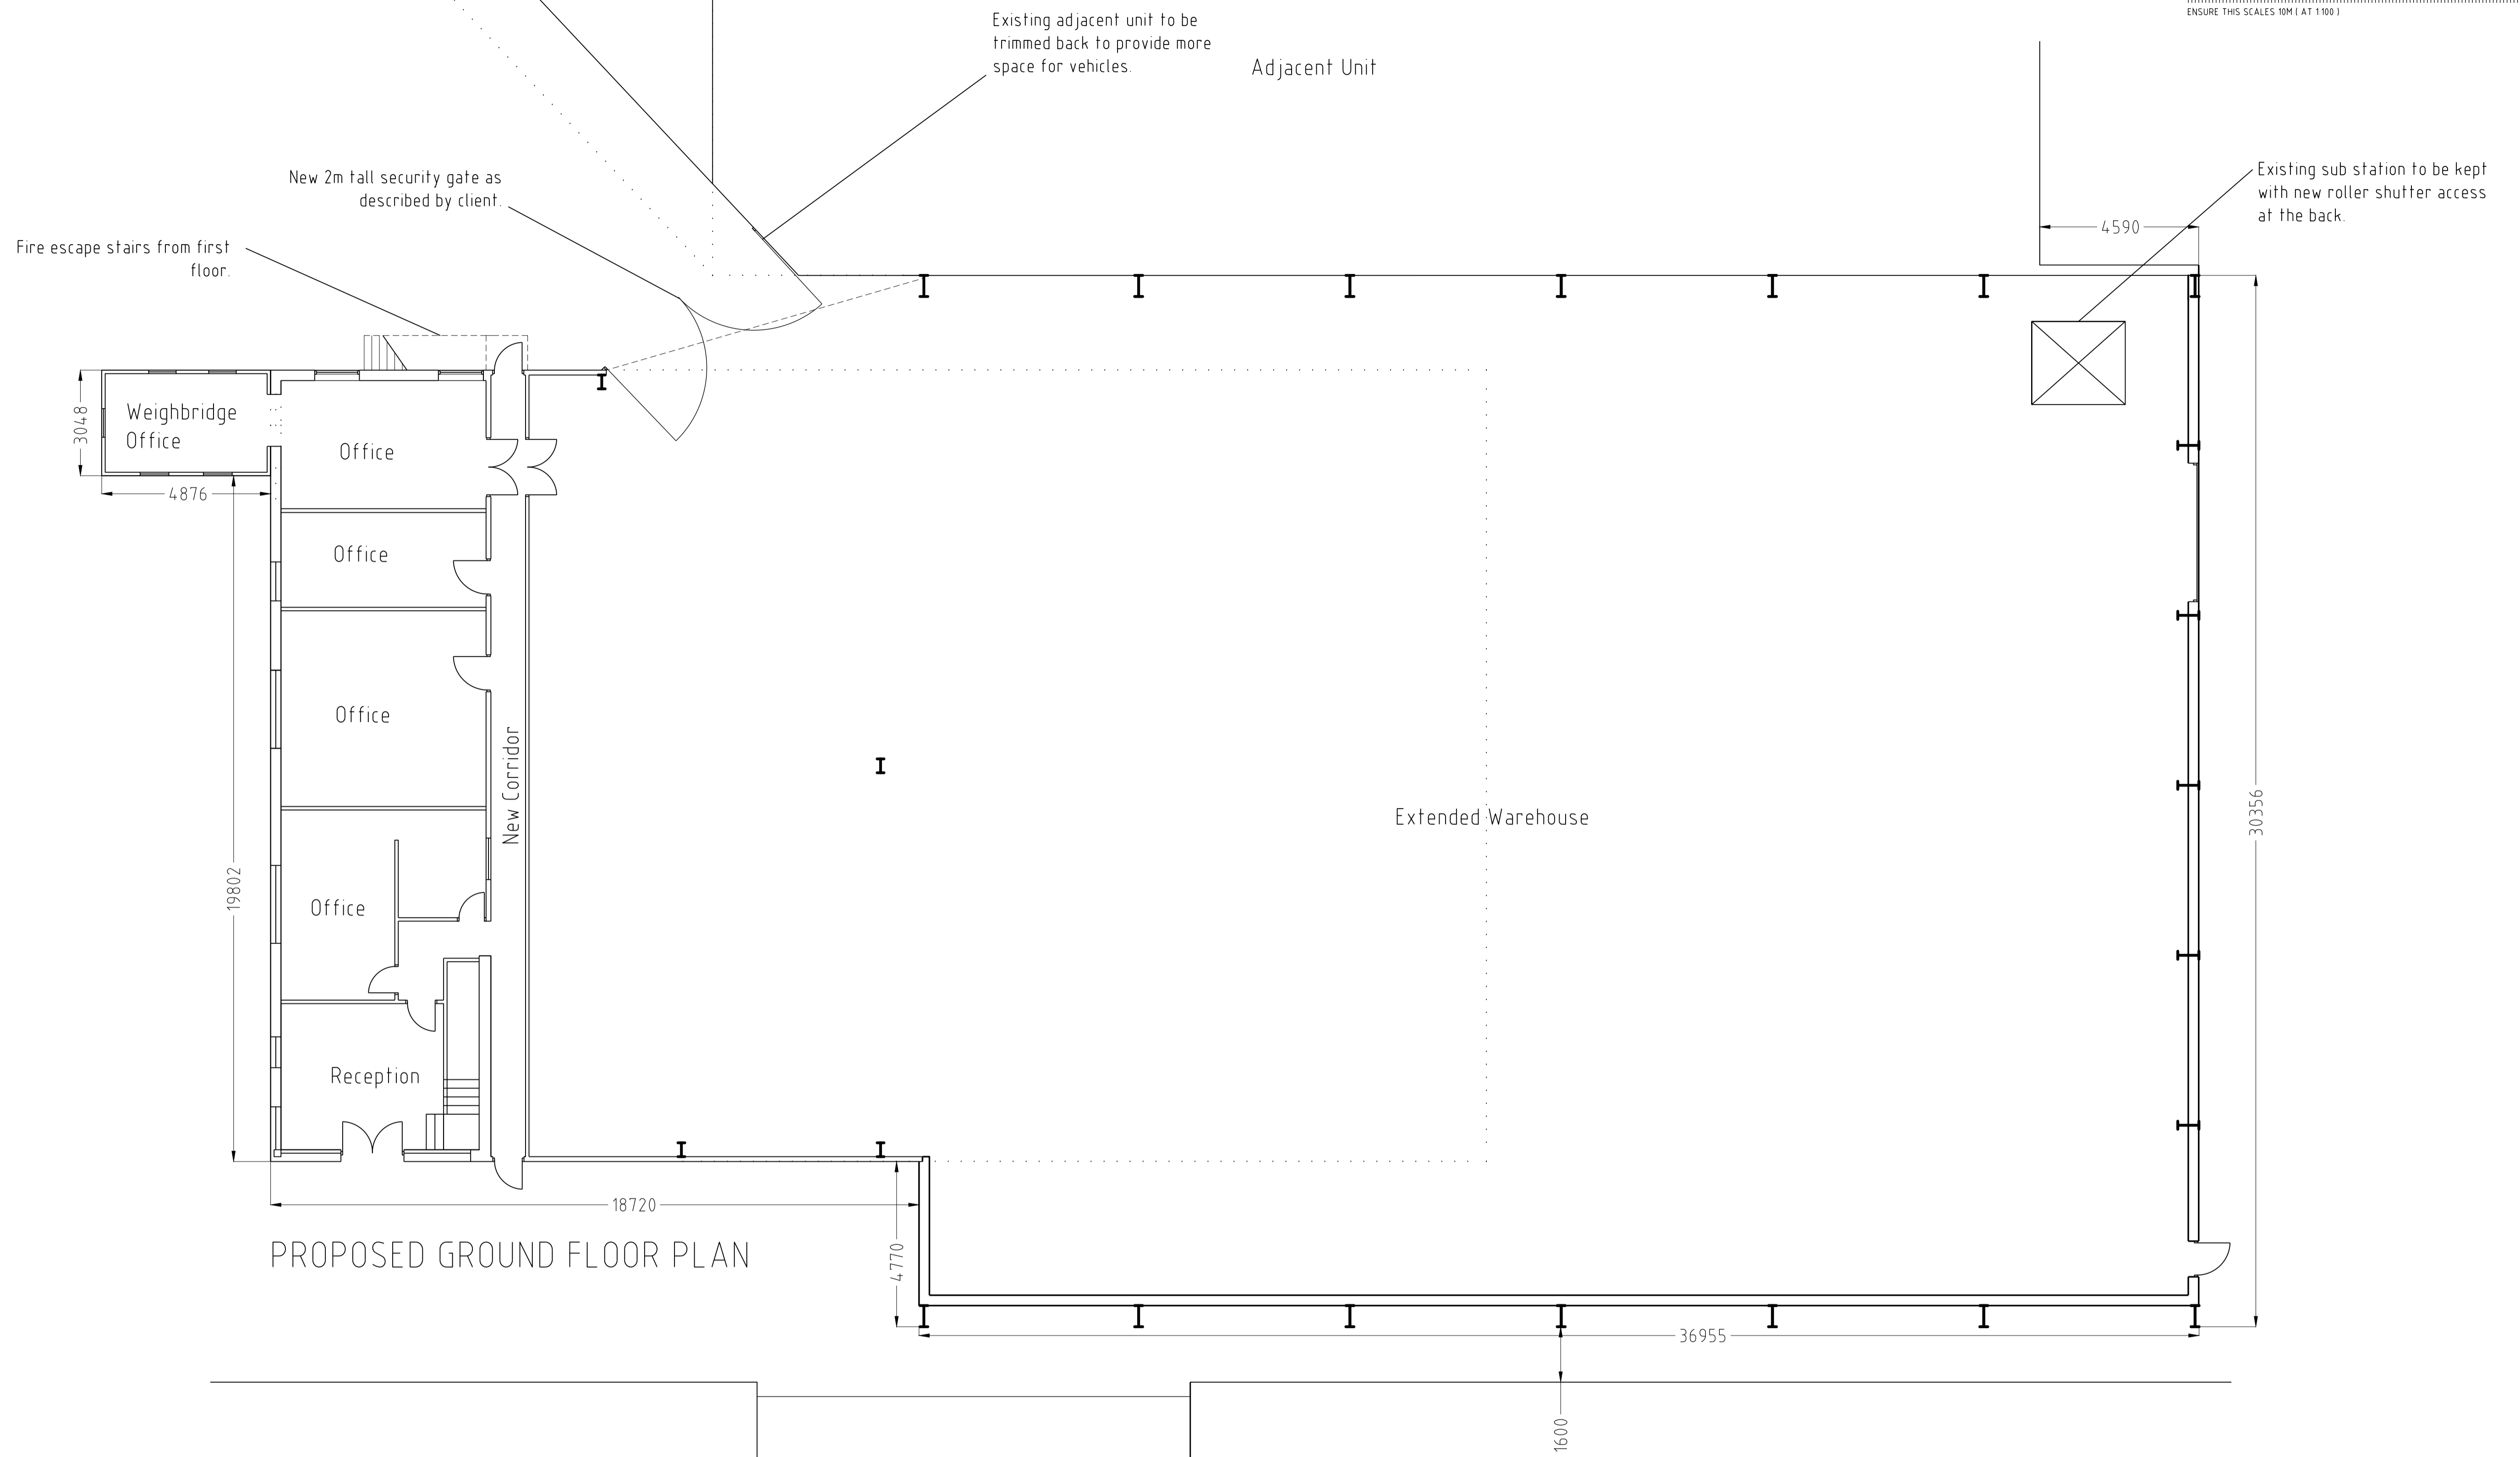 ENSURE THIS SCALES 10M ( AT 1:100 )
Existing adjacent unit to be
trimmed back to provide more
space for vehicles.
Adjacent Unit
New 2m tall security gate as
described by client.
Existing sub station to be kept
with new roller shutter access
at the back.
Fire escape stairs from first
floor.
4590
3048
Weighbridge
Office
4876
Office
Office
Office
New Corridor
Extended Warehouse
30356
19802
Office
Reception
18720
PROPOSED GROUND FLOOR PLAN
4770
36955
1600